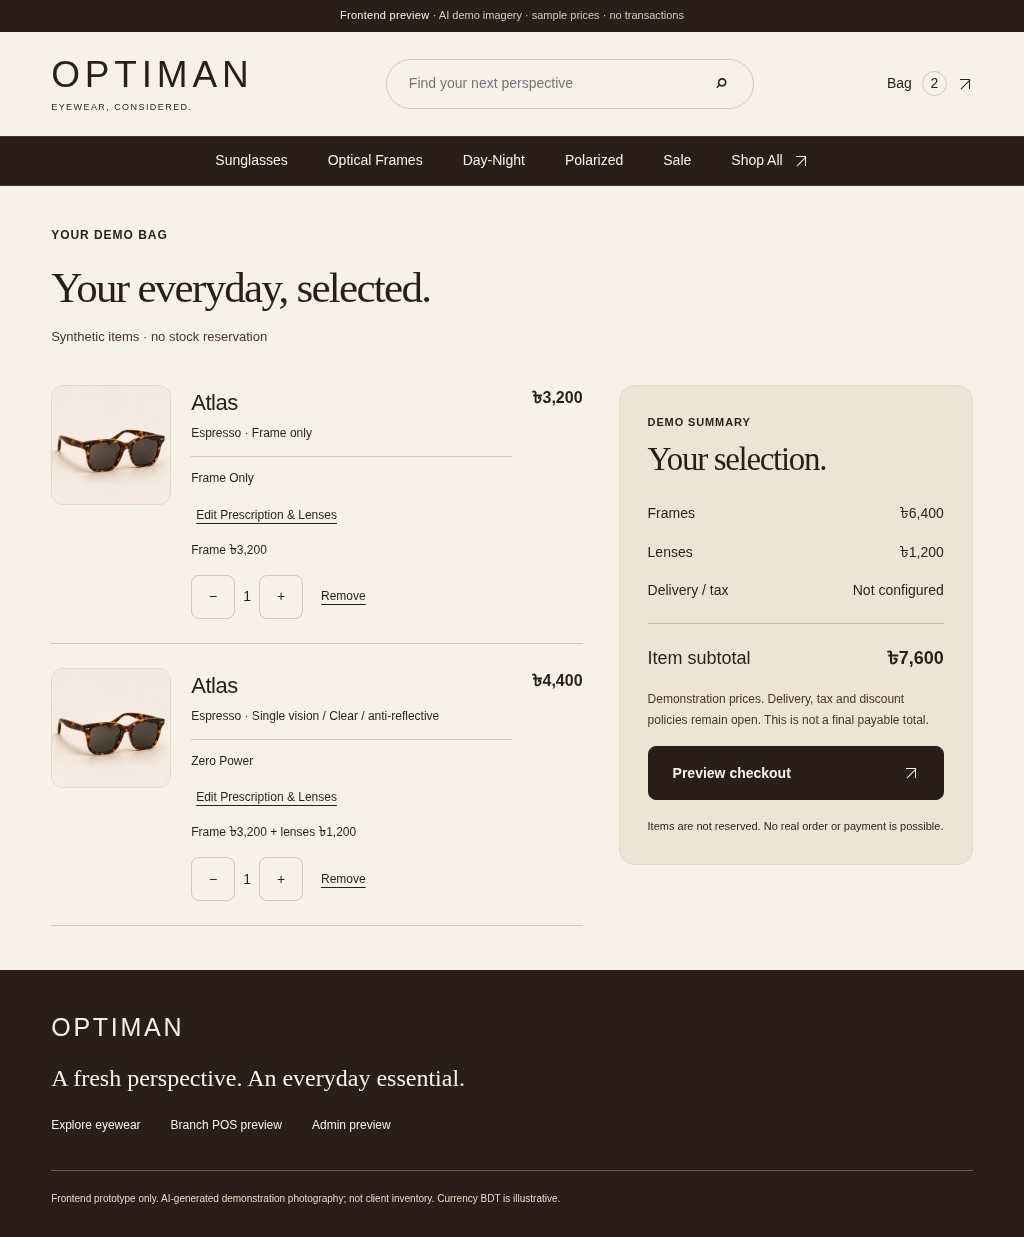 Frontend preview · AI demo imagery · sample prices · no transactions
OPTIMAN
EYEWEAR, CONSIDERED.
Find your next perspective
Bag 2
Sunglasses Optical Frames Day-Night Polarized Sale Shop All
YOUR DEMO BAG
Your everyday, selected.
Synthetic items · no stock reservation
Atlas
৳3,200
Espresso · Frame only
Frame Only
Edit Prescription & Lenses
Frame ৳3,200
− 1 + Remove
Atlas
৳4,400
Espresso · Single vision / Clear / anti-reflective
Zero Power
Edit Prescription & Lenses
Frame ৳3,200 + lenses ৳1,200
− 1 + Remove
DEMO SUMMARY
Your selection.
Frames ৳6,400
Lenses ৳1,200
Delivery / tax Not configured
Item subtotal ৳7,600
Demonstration prices. Delivery, tax and discount
policies remain open. This is not a final payable total.
Preview checkout
Items are not reserved. No real order or payment is possible.
OPTIMAN
A fresh perspective. An everyday essential.
Explore eyewear Branch POS preview Admin preview
Frontend prototype only. AI-generated demonstration photography; not client inventory. Currency BDT is illustrative.